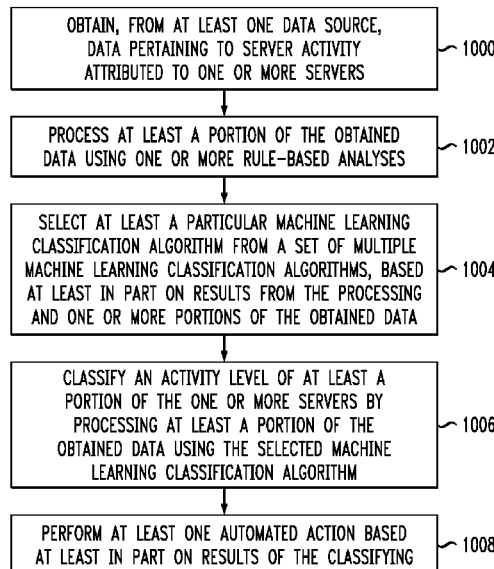 OBTAIN, FROM AT LEAST ONE DATA SOURCE,
DATA PERTAINING TO SERVER ACTIVITY
ATTRIBUTED TO ONE OR MORE SERVERS
1000
PROCESS AT LEAST A PORTION OF THE OBTAINED
DATA USING ONE OR MORE RULE-BASED ANALYSES
1002
SELECT AT LEAST A PARTICULAR MACHINE LEARNING
CLASSIFICATION ALGORITHM FROM A SET OF MULTIPLE
MACHINE LEARNING CLASSIFICATION ALGORITHMS, BASED
AT LEAST IN PART ON RESULTS FROM THE PROCESSING
AND ONE OR MORE PORTIONS OF THE OBTAINED DATA
1004
CLASSIFY AN ACTIVITY LEVEL OF AT LEAST A
PORTION OF THE ONE OR MORE SERVERS BY
PROCESSING AT LEAST A PORTION OF THE
OBTAINED DATA USING THE SELECTED MACHINE
LEARNING CLASSIFICATION ALGORITHM
1006
PERFORM AT LEAST ONE AUTOMATED ACTION BASED
AT LEAST IN PART ON RESULTS OF THE CLASSIFYING
1008